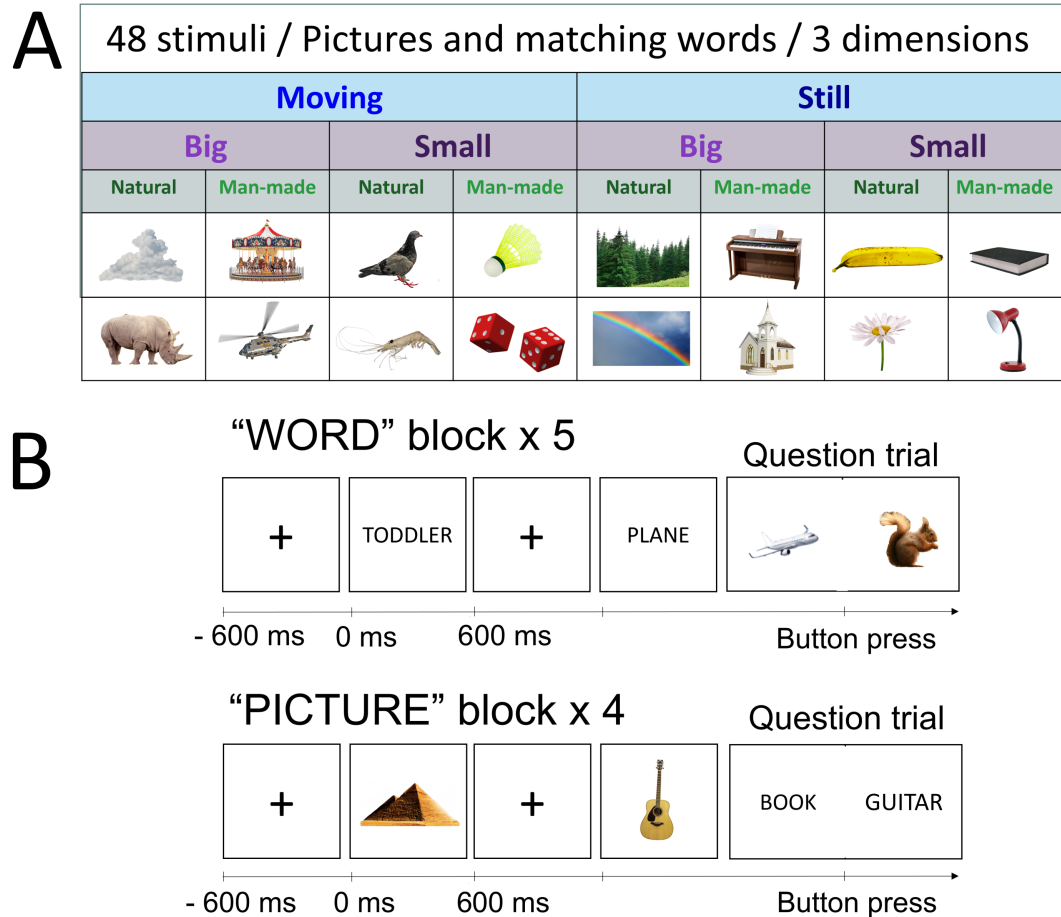 A
48 stimuli / Pictures and matching words / 3 dimensions
Moving Still
Big Small Big Small
Natural Man-made Natural Man-made Natural Man-made Natural Man-made
B
“WORD” block x 5
Question trial
+ TODDLER + PLANE
- 600 ms 0 ms 600 ms Button press
“PICTURE” block x 4
Question trial
+ + BOOK GUITAR
- 600 ms 0 ms 600 ms Button press